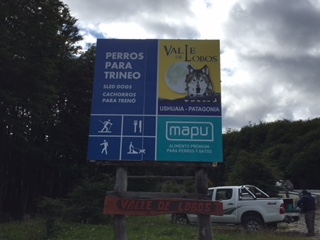 PERROS
PARA
TRINEO
SLED DOGS
CACHORROS
PARA TRENÓ
VALLE
DE LOBOS
USHUAIA - PATAGONIA
mapu
ALIMENTO PREMIUM
PARA PERROS Y GATOS
VALLE DE LOBOS